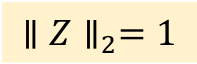 ‖ Z ‖₂= 1